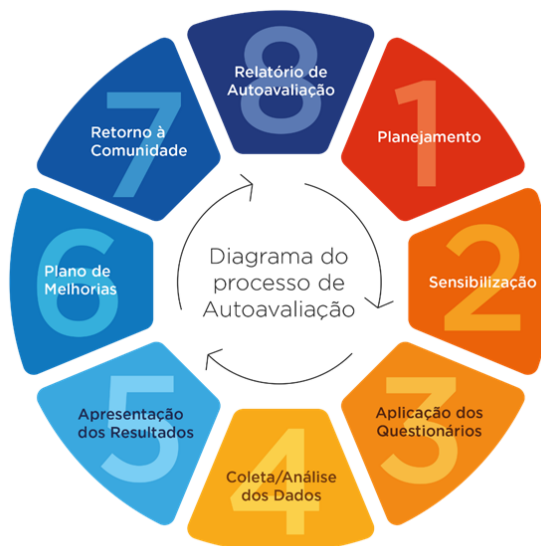 8
Relatório de
Autoavaliação
1
Planejamento
2
Sensibilização
3
Aplicação dos
Questionários
4
Coleta/Análise
dos Dados
5
Apresentação
dos Resultados
6
Plano de
Melhorias
7
Retorno à
Comunidade
Diagrama do
processo de
Autoavaliação